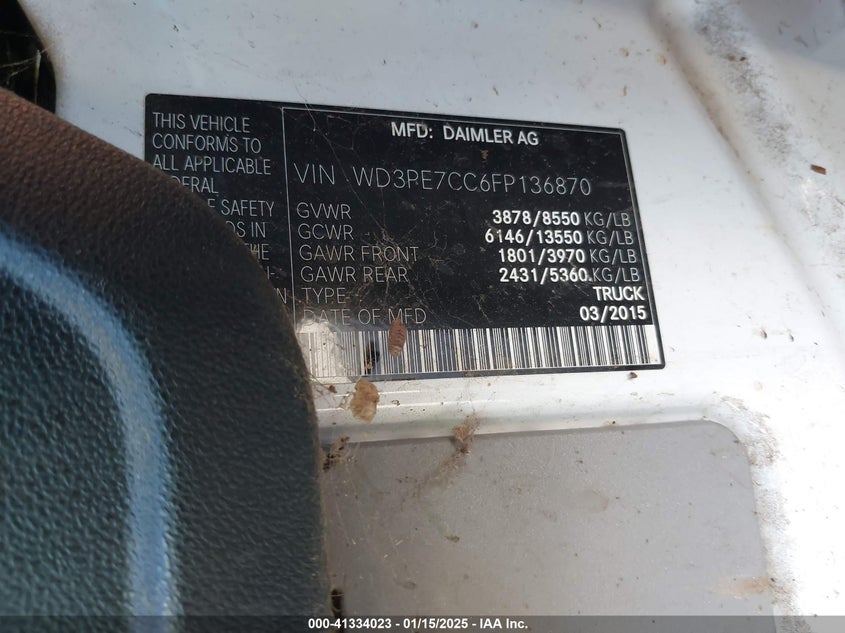 MFD: DAIMLER AG
THIS VEHICLE
CONFORMS TO
ALL APPLICABLE
SAFETY
IN
VIN WD3PE7CC6FP136870
GVWR 3878/8550 KG/LB
GCWR 6146/13550 KG/LB
GAWR FRONT 1801/3970 KG/LB
GAWR REAR 2431/5360 KG/LB
TYPE TRUCK
DATE OF MFD 03/2015
000-41334023 - 01/15/2025 - IAA Inc.